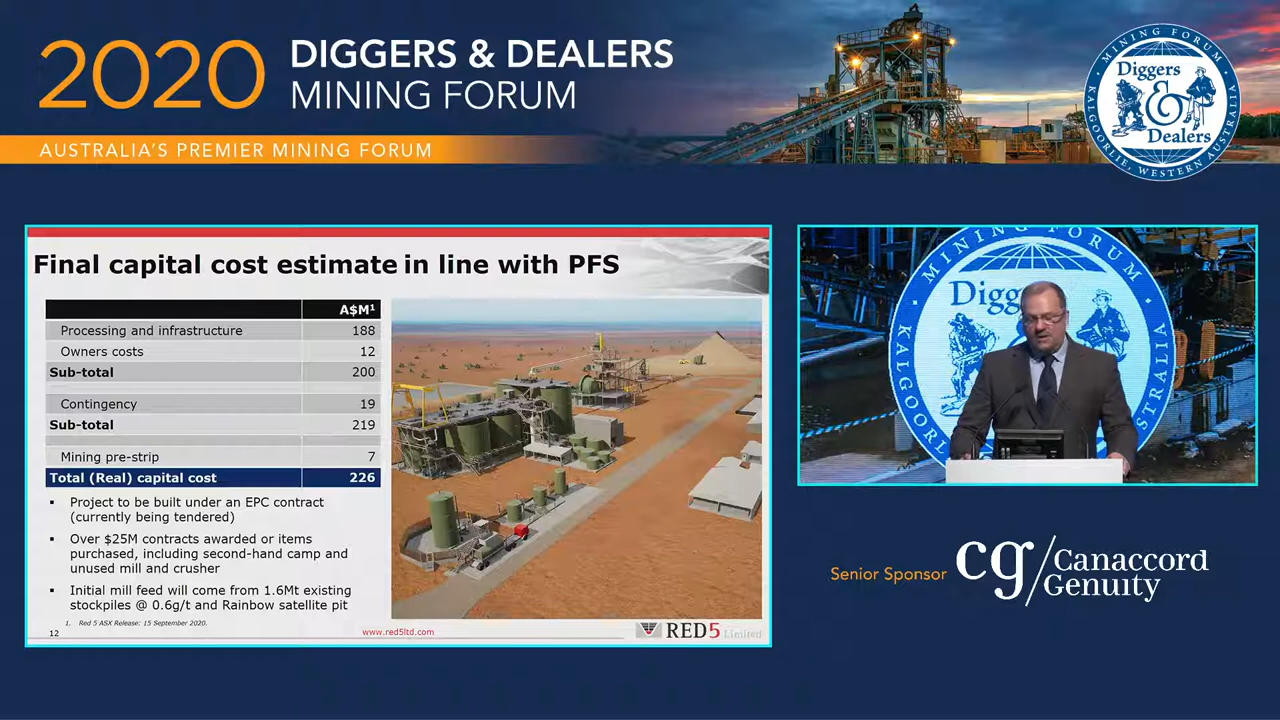 2020
DIGGERS & DEALERS
MINING FORUM
AUSTRALIA'S PREMIER MINING FORUM
MINING FORUM
Diggers
&
Dealers
KALGOORLIE, WESTERN AUSTRALIA
Final capital cost estimate in line with PFS
A$M¹
Processing and infrastructure 188
Owners costs 12
Sub-total 200
Contingency 19
Sub-total 219
Mining pre-strip 7
Total (Real) capital cost 226
▪ Project to be built under an EPC contract
(currently being tendered)
▪ Over $25M contracts awarded or items
purchased, including second-hand camp and
unused mill and crusher
▪ Initial mill feed will come from 1.6Mt existing
stockpiles @ 0.6g/t and Rainbow satellite pit
1. Red 5 ASX Release: 15 September 2020.
12
www.red5ltd.com
RED5 Limited
MINING FORUM
Digg
KALGOOR
STRALIA
Senior Sponsor
cg/Canaccord
Genuity